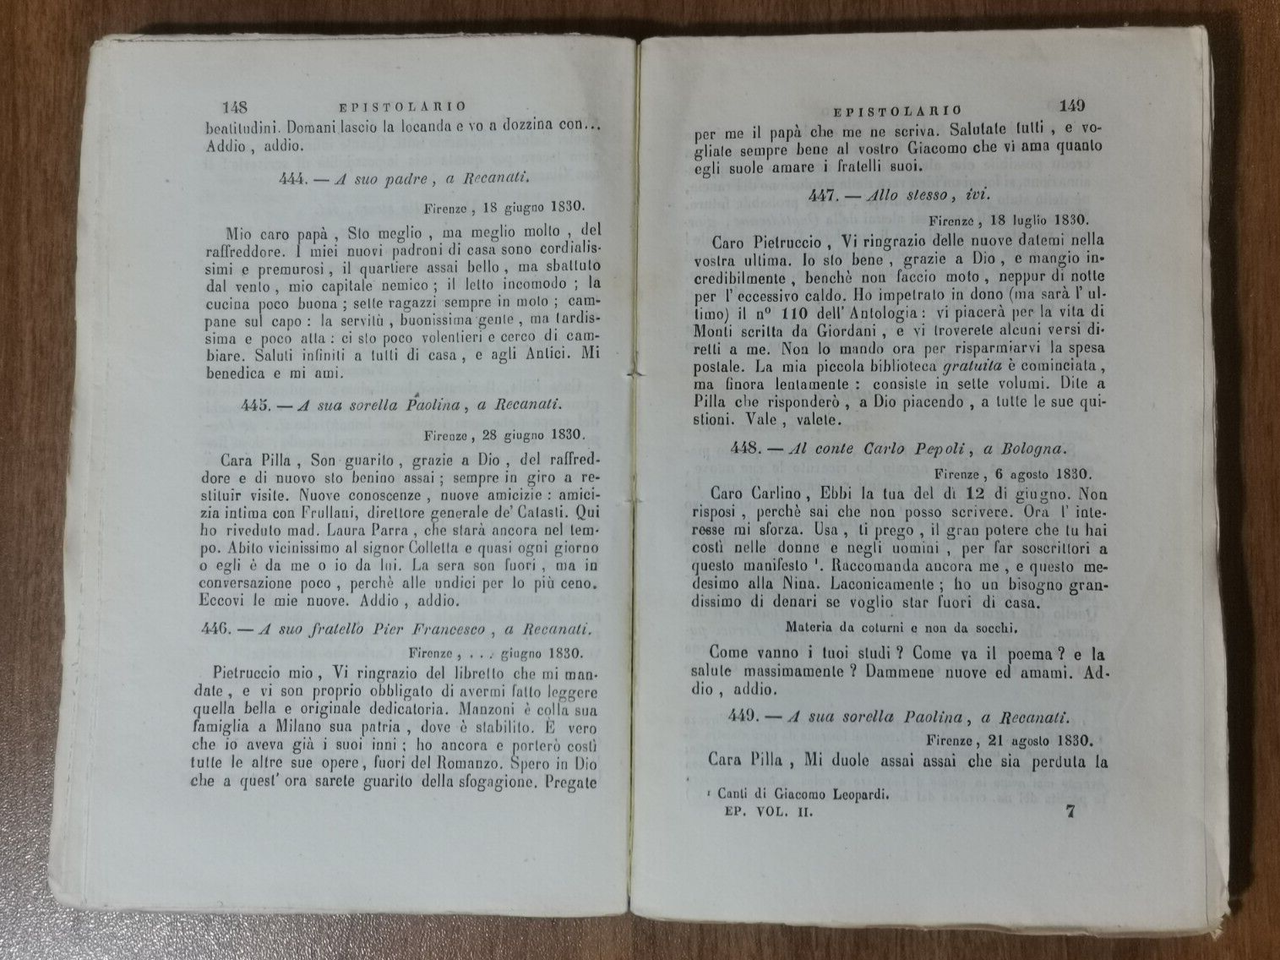 148 EPISTOLARIO
beatitudini. Domani lascio la locanda e vo a dozzina con...
Addio, addio.
444. — A suo padre, a Recanati.
Firenze, 18 giugno 1830.
Mio caro papà, Sto meglio, ma meglio molto, del
raffreddore. I miei nuovi padroni di casa sono cordialis-
simi e premurosi, il quartiere assai bello, ma sbattuto
dal vento, mio capitale nemico; il letto incomodo; la
cucina poco buona; sette ragazzi sempre in moto; cam-
pane sul capo: la servitù, buonissima gente, ma tardis-
sima e poco atta: ci sto poco volentieri e cerco di cam-
biare. Saluti infiniti a tutti di casa, e agli Antici. Mi
benedica e mi ami.
445. — A sua sorella Paolina, a Recanati.
Firenze, 28 giugno 1830.
Cara Pilla, Son guarito, grazie a Dio, del raffred-
dore e di nuovo sto benino assai; sempre in giro a re-
stituir visite. Nuove conoscenze, nuove amicizie: amici-
zia intima con Frullani, direttore generale de' Catasti. Qui
ho riveduto mad. Laura Parra, che starà ancora nel tem-
po. Abito vicinissimo al signor Colletta e quasi ogni giorno
o egli è da me o io da lui. La sera son fuori, ma in
conversazione poco, perchè alle undici per lo più ceno.
Eccovi le mie nuove. Addio, addio.
446. — A suo fratello Pier Francesco, a Recanati.
Firenze, ... giugno 1830.
Pietruccio mio, Vi ringrazio del libretto che mi man-
date, e vi son proprio obbligato di avermi fatto leggere
quella bella e originale dedicatoria. Manzoni è colla sua
famiglia a Milano sua patria, dove è stabilito. È vero
che io aveva già i suoi inni; ho ancora e porterò costì
tutte le altre sue opere, fuori del Romanzo. Spero in Dio
che a quest' ora sarete guarito della sfogagione. Pregate
EPISTOLARIO 149
per me il papà che me ne scriva. Salutate tutti, e vo-
gliate sempre bene al vostro Giacomo che vi ama quanto
egli suole amare i fratelli suoi.
447. — Allo stesso, ivi.
Firenze, 18 luglio 1830.
Caro Pietruccio, Vi ringrazio delle nuove datemi nella
vostra ultima. Io sto bene, grazie a Dio, e mangio in-
credibilmente, benchè non faccio moto, neppur di notte
per l' eccessivo caldo. Ho impetrato in dono (ma sarà l' ul-
timo) il nº 110 dell' Antologia: vi piacerà per la vita di
Monti scritta da Giordani, e vi troverete alcuni versi di-
retti a me. Non lo mando ora per risparmiarvi la spesa
postale. La mia piccola biblioteca gratuita è cominciata,
ma finora lentamente: consiste in sette volumi. Dite a
Pilla che risponderò, a Dio piacendo, a tutte le sue qui-
stioni. Vale, valete.
448. — Al conte Carlo Pepoli, a Bologna.
Firenze, 6 agosto 1830.
Caro Carlino, Ebbi la tua del dì 12 di giugno. Non
risposi, perchè sai che non posso scrivere. Ora l' inte-
resse mi sforza. Usa, ti prego, il gran potere che tu hai
costì nelle donne e negli uomini, per far soscrittori a
questo manifesto ¹. Raccomanda ancora me, e questo me-
desimo alla Nina. Laconicamente; ho un bisogno gran-
dissimo di denari se voglio star fuori di casa.
Materia da coturni e non da socchi.
Come vanno i tuoi studi? Come va il poema? e la
salute massimamente? Dammene nuove ed amami. Ad-
dio, addio.
449. — A sua sorella Paolina, a Recanati.
Firenze, 21 agosto 1830.
Cara Pilla, Mi duole assai assai che sia perduta la
¹ Canti di Giacomo Leopardi.
EP. VOL. II. 7